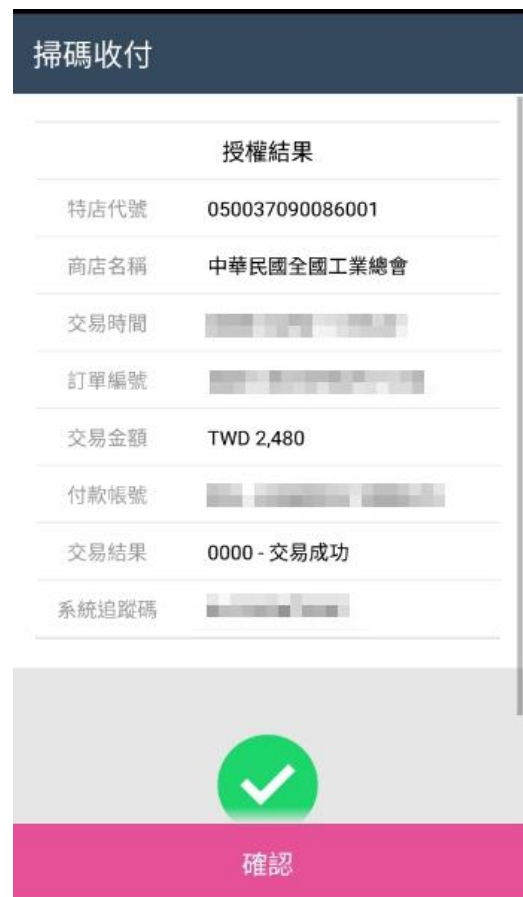 掃碼收付
授權結果
特店代號 050037090086001
商店名稱 中華民國全國工業總會
交易時間
訂單編號
交易金額 TWD 2,480
付款帳號
交易結果 0000 - 交易成功
系統追蹤碼
確認